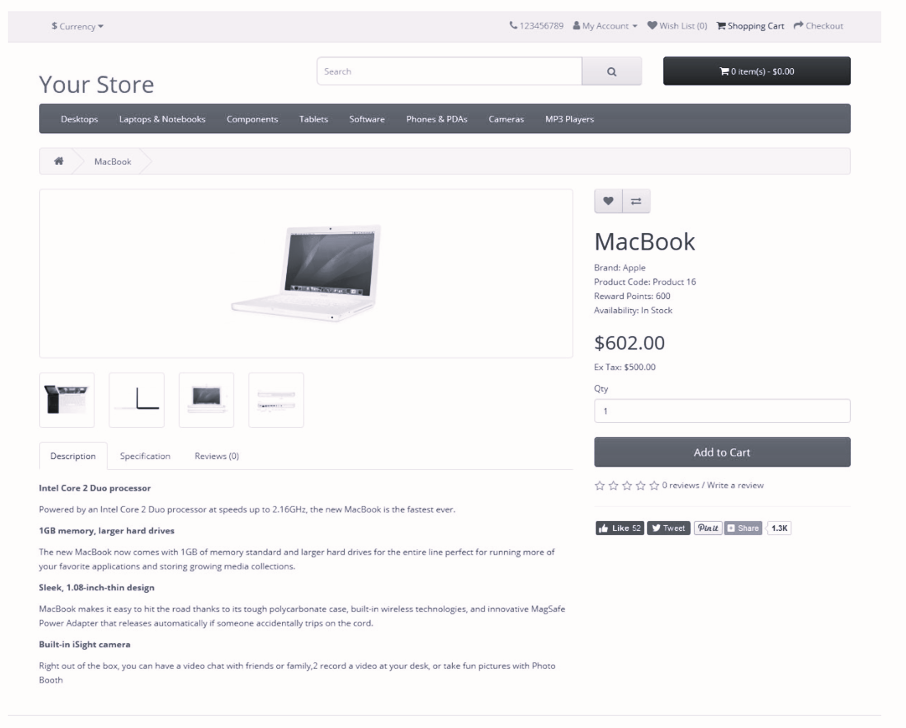 $ Currency
123456789 My Account Wish List (0) Shopping Cart Checkout
Your Store
Search
0 item(s) - $0.00
Desktops Laptops & Notebooks Components Tablets Software Phones & PDAs Cameras MP3 Players
MacBook
MacBook
Brand: Apple
Product Code: Product 16
Reward Points: 600
Availability: In Stock
$602.00
Ex Tax: $500.00
Qty
1
Add to Cart
0 reviews / Write a review
Like 52 Tweet Pin it Share 1.3K
Description Specification Reviews (0)
Intel Core 2 Duo processor
Powered by an Intel Core 2 Duo processor at speeds up to 2.16GHz, the new MacBook is the fastest ever.
1GB memory, larger hard drives
The new MacBook now comes with 1GB of memory standard and larger hard drives for the entire line perfect for running more of
your favorite applications and storing growing media collections.
Sleek, 1.08-inch-thin design
MacBook makes it easy to hit the road thanks to its tough polycarbonate case, built-in wireless technologies, and innovative MagSafe
Power Adapter that releases automatically if someone accidentally trips on the cord.
Built-in iSight camera
Right out of the box, you can have a video chat with friends or family,2 record a video at your desk, or take fun pictures with Photo
Booth